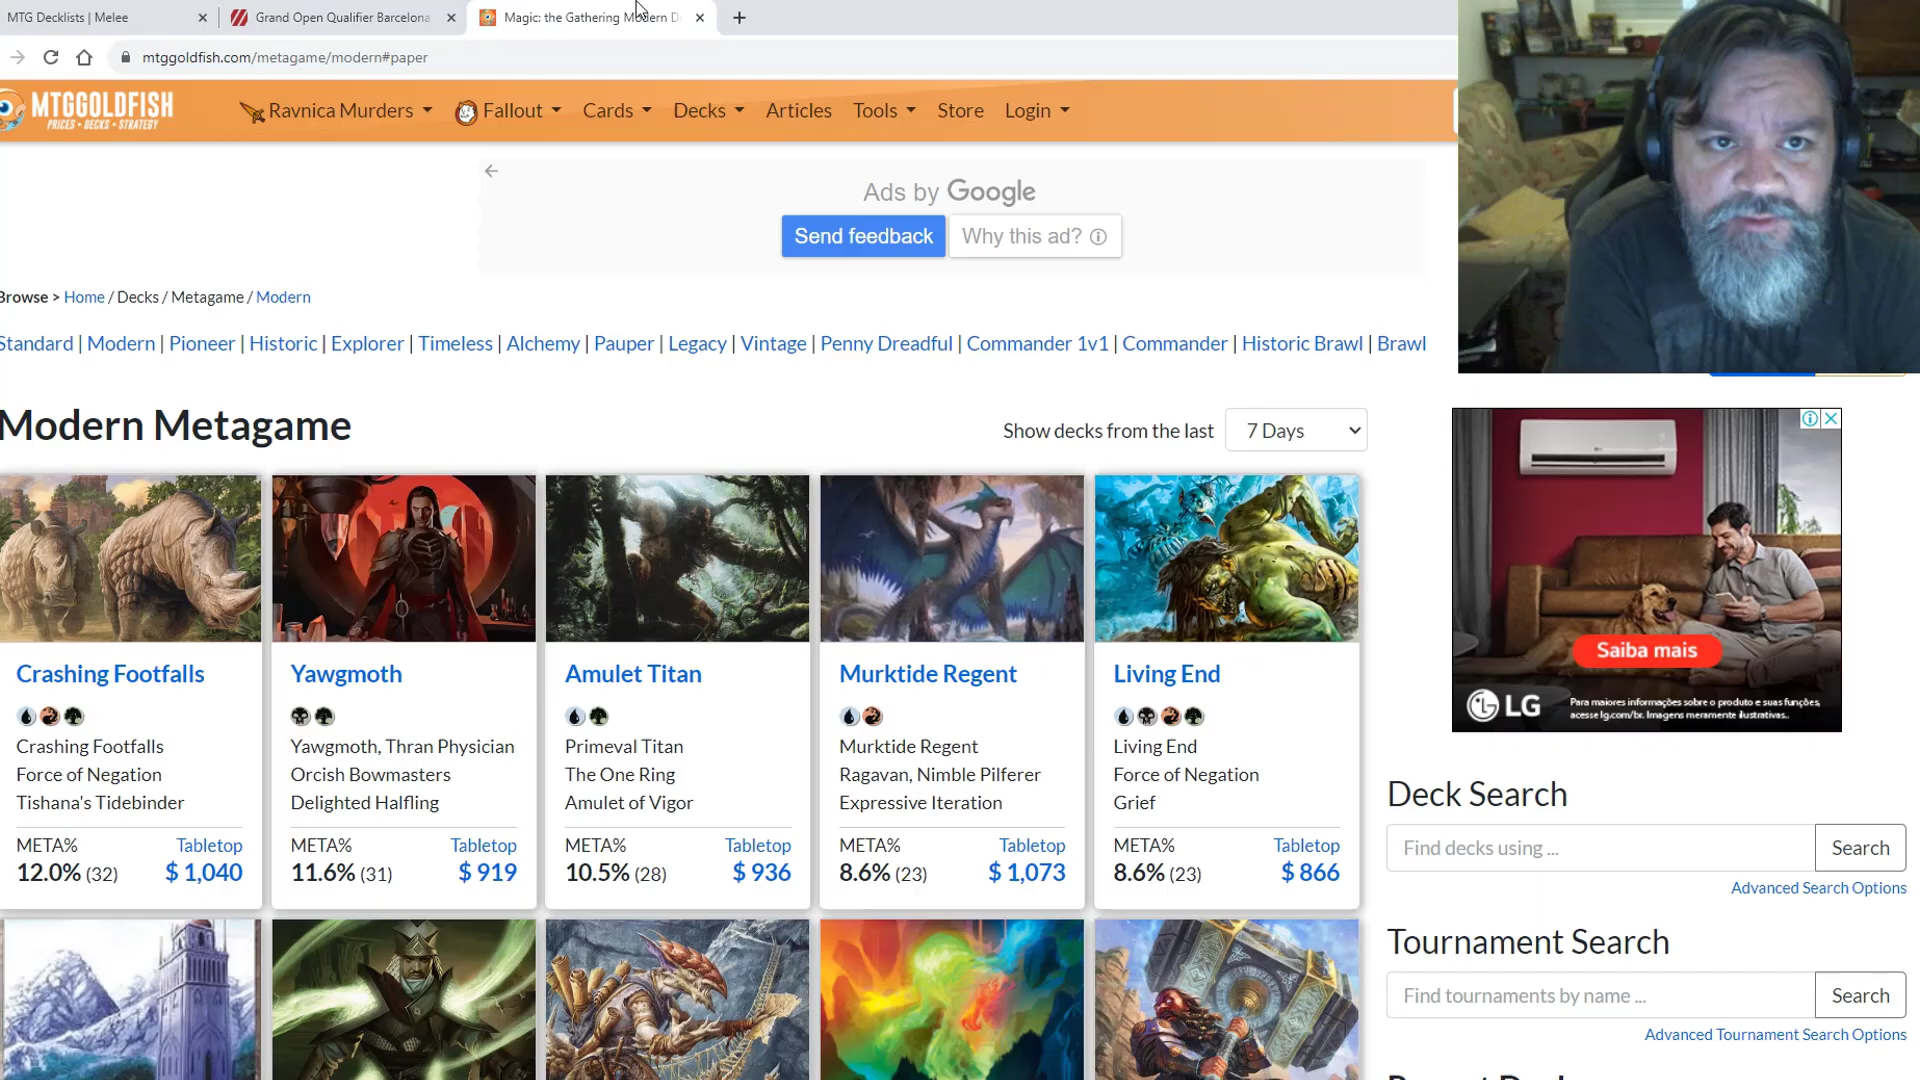 MTG Decklists | Melee
Grand Open Qualifier Barcelona
Magic: the Gathering Modern D
mtggoldfish.com/metagame/modern#paper
MTGGOLDFISH
PRICES • DECKS • STRATEGY
Ravnica Murders
Fallout
Cards
Decks
Articles
Tools
Store
Login
Ads by Google
Send feedback
Why this ad?
Browse > Home / Decks / Metagame / Modern
Standard | Modern | Pioneer | Historic | Explorer | Timeless | Alchemy | Pauper | Legacy | Vintage | Penny Dreadful | Commander 1v1 | Commander | Historic Brawl | Brawl
Modern Metagame
Show decks from the last 7 Days
Crashing Footfalls
Crashing Footfalls
Force of Negation
Tishana's Tidebinder
META% Tabletop
12.0% (32) $ 1,040
Yawgmoth
Yawgmoth, Thran Physician
Orcish Bowmasters
Delighted Halfling
META% Tabletop
11.6% (31) $ 919
Amulet Titan
Primeval Titan
The One Ring
Amulet of Vigor
META% Tabletop
10.5% (28) $ 936
Murktide Regent
Murktide Regent
Ragavan, Nimble Pilferer
Expressive Iteration
META% Tabletop
8.6% (23) $ 1,073
Living End
Living End
Force of Negation
Grief
META% Tabletop
8.6% (23) $ 866
Saiba mais
LG
Para maiores informações sobre o produto e suas funções,
acesse lg.com/br. Imagens meramente ilustrativas..
Deck Search
Find decks using ...
Search
Advanced Search Options
Tournament Search
Find tournaments by name ...
Search
Advanced Tournament Search Options